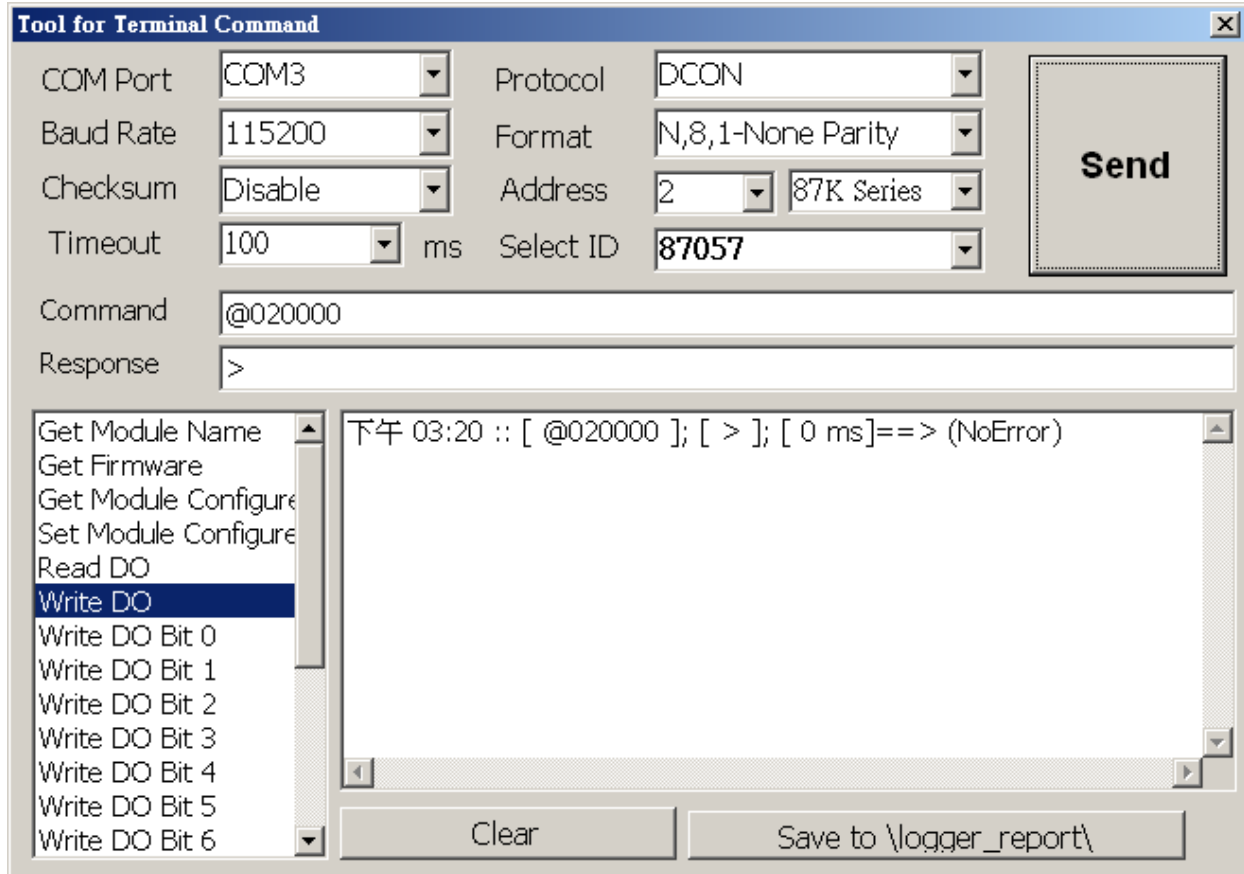 Tool for Terminal Command
COM Port COM3 Protocol DCON
Baud Rate 115200 Format N,8,1-None Parity
Checksum Disable Address 2 87K Series
Timeout 100 ms Select ID 87057
Send
Command @020000
Response >
Get Module Name
Get Firmware
Get Module Configure
Set Module Configure
Read DO
Write DO
Write DO Bit 0
Write DO Bit 1
Write DO Bit 2
Write DO Bit 3
Write DO Bit 4
Write DO Bit 5
Write DO Bit 6
下午 03:20 :: [ @020000 ]; [ > ]; [ 0 ms]==> (NoError)
Clear
Save to \logger_report\